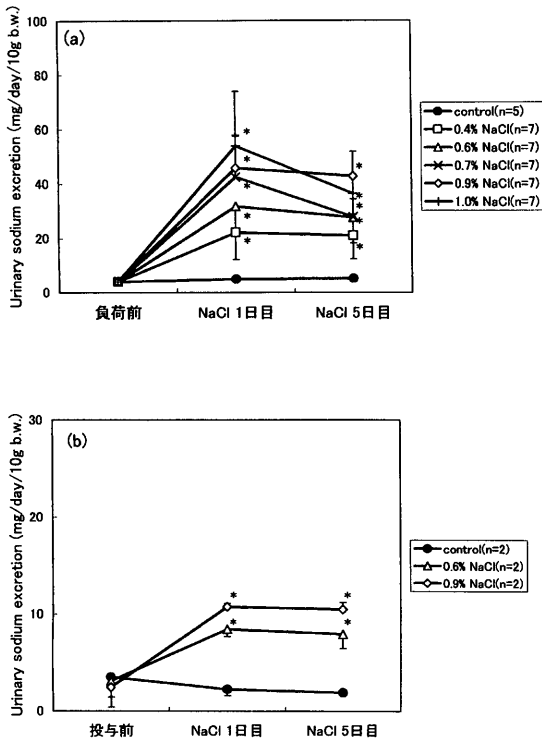 (a)
Urinary sodium excretion (mg/day/10g b.w.)
100
80
60
40
20
0
* * * * *
* * * * *
負荷前 NaCl 1日目 NaCl 5日目
control(n=5)
0.4% NaCl(n=7)
0.6% NaCl(n=7)
0.7% NaCl(n=7)
0.9% NaCl(n=7)
1.0% NaCl(n=7)
(b)
Urinary sodium excretion (mg/day/10g b.w.)
30
20
10
0
* *
* *
投与前 NaCl 1日目 NaCl 5日目
control(n=2)
0.6% NaCl(n=2)
0.9% NaCl(n=2)